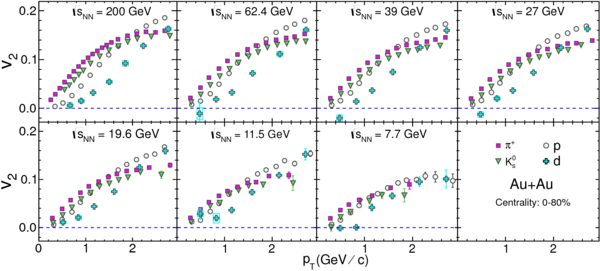 √sNN = 200 GeV √sNN = 62.4 GeV √sNN = 39 GeV √sNN = 27 GeV
0.2
v2
0.1
0.0
√sNN = 19.6 GeV √sNN = 11.5 GeV √sNN = 7.7 GeV
0.2
v2
0.1
0.0
π+ p
K0s d
Au+Au
Centrality: 0-80%
0 1 2 1 2 1 2 1 2
pT(GeV/c)